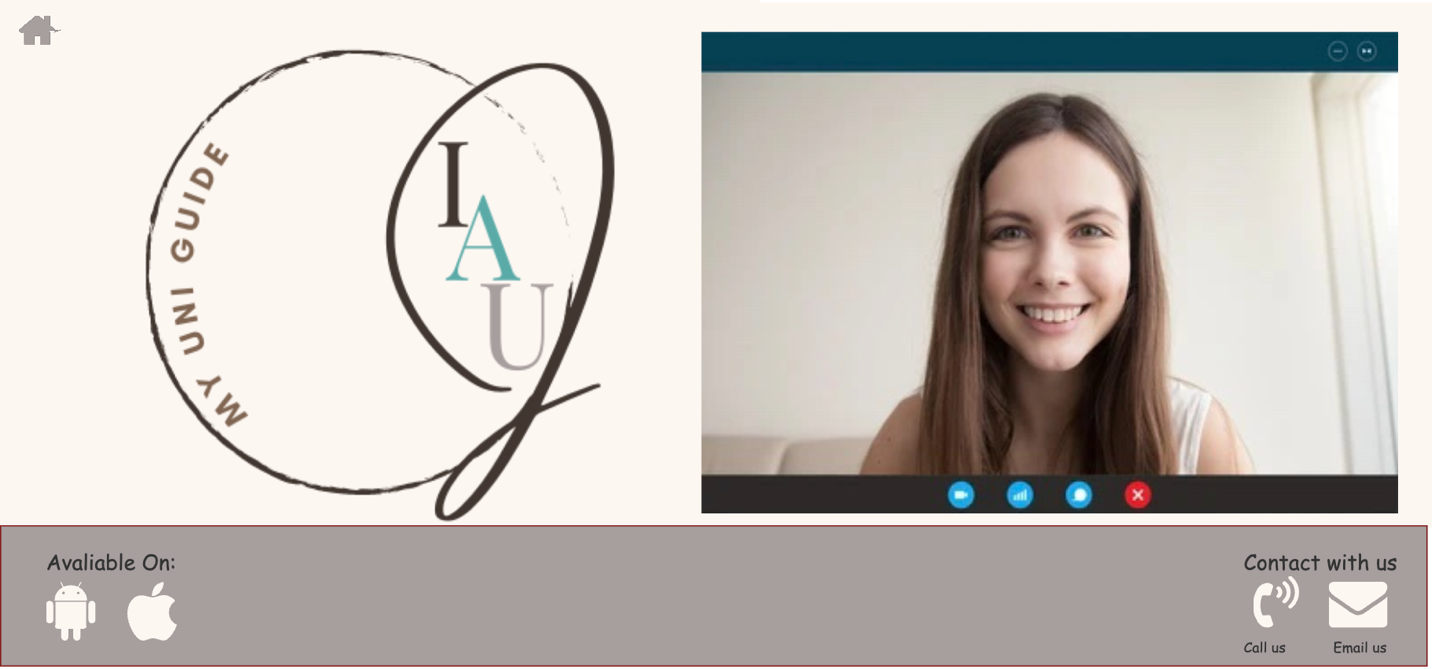 MY UNI GUIDE
I
A
U
Avaliable On:
Contact with us
Call us
Email us